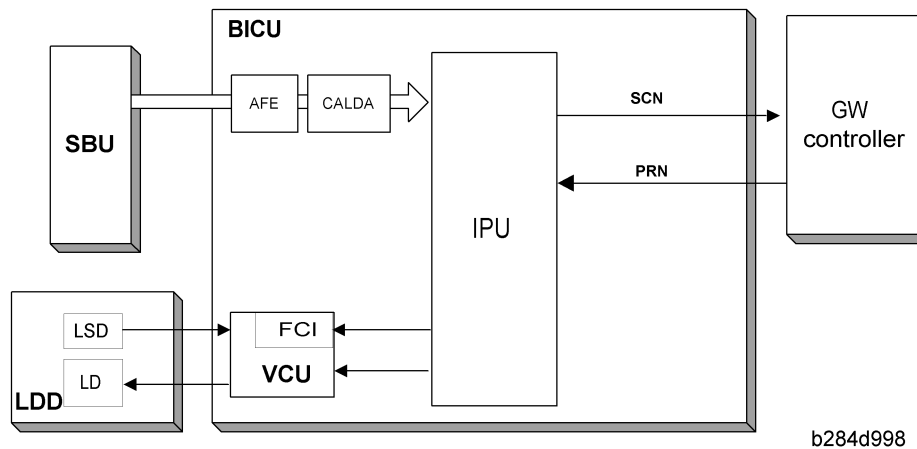 BICU
SBU
AFE
CALDA
IPU
SCN
PRN
GW
controller
LSD
LD
LDD
FCI
VCU
b284d998